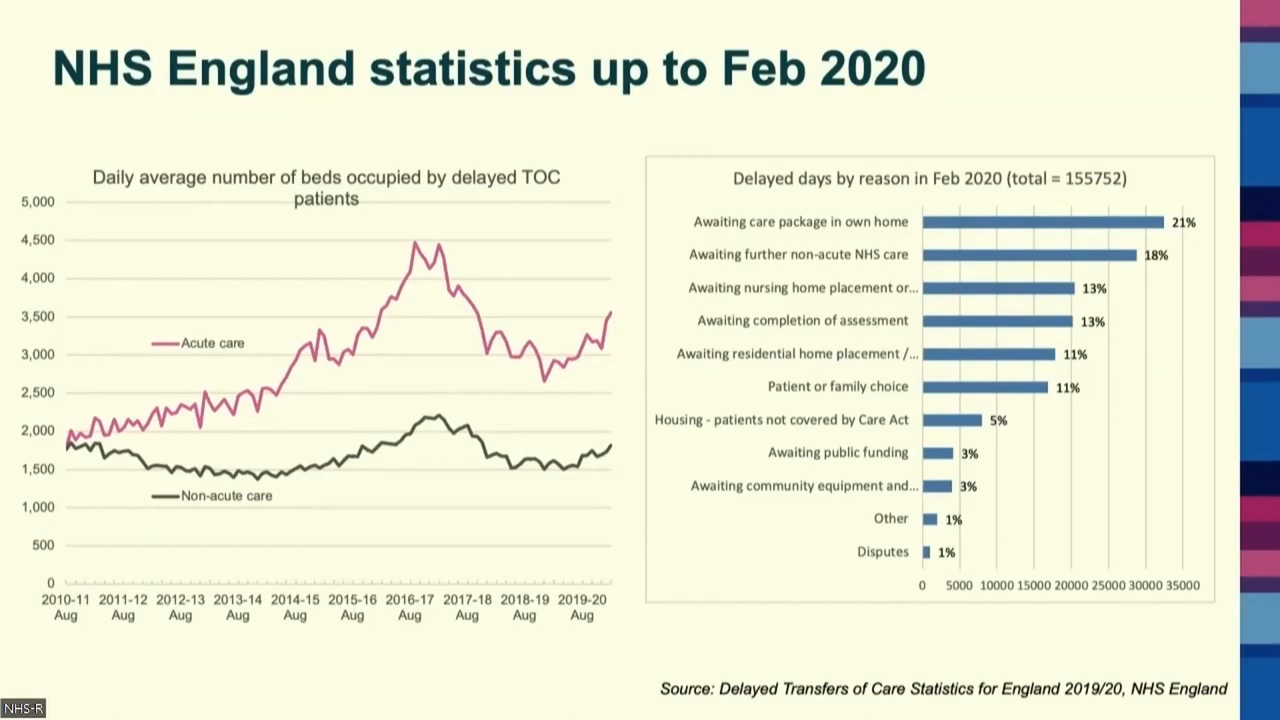 NHS England statistics up to Feb 2020
Daily average number of beds occupied by delayed TOC
patients
5,000
4,500
4,000
3,500
3,000
2,500
2,000
1,500
1,000
500
0
Acute care
Non-acute care
2010-11 2011-12 2012-13 2013-14 2014-15 2015-16 2016-17 2017-18 2018-19 2019-20
Aug Aug Aug Aug Aug Aug Aug Aug Aug Aug
Delayed days by reason in Feb 2020 (total = 155752)
Awaiting care package in own home 21%
Awaiting further non-acute NHS care 18%
Awaiting nursing home placement or... 13%
Awaiting completion of assessment 13%
Awaiting residential home placement /... 11%
Patient or family choice 11%
Housing - patients not covered by Care Act 5%
Awaiting public funding 3%
Awaiting community equipment and... 3%
Other 1%
Disputes 1%
0 5000 10000 15000 20000 25000 30000 35000
Source: Delayed Transfers of Care Statistics for England 2019/20, NHS England
NHS-R